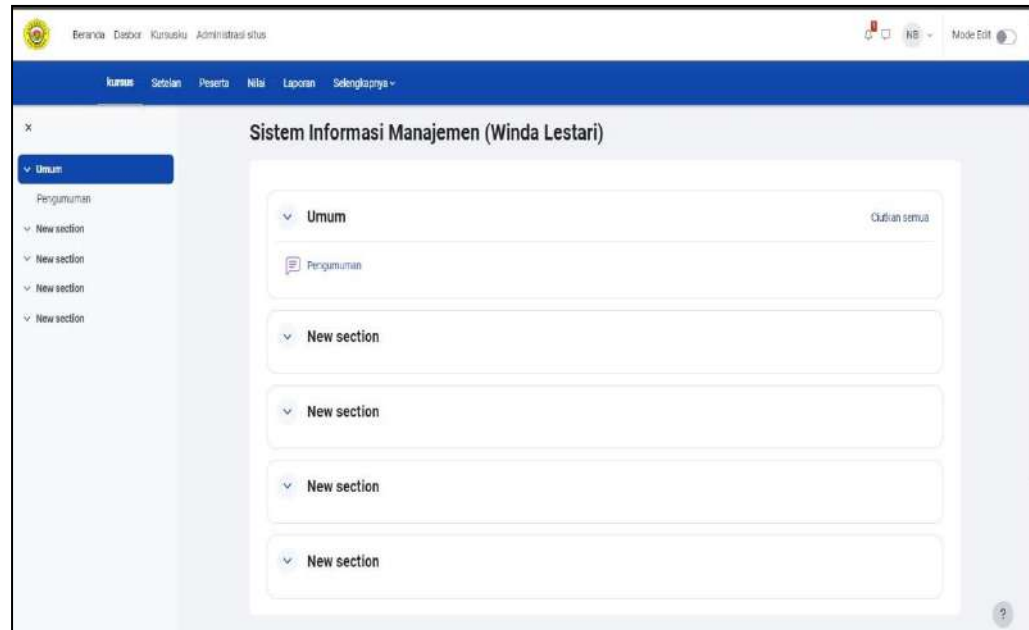 Beranda Dasbor Kursusku Administrasi situs
NB
Mode Edit
kursus Setelan Peserta Nilai Laporan Selengkapnya
Sistem Informasi Manajemen (Winda Lestari)
Umum
Pengumuman
New section
New section
New section
New section
Umum
Ciutkan semua
Pengumuman
New section
New section
New section
New section
?